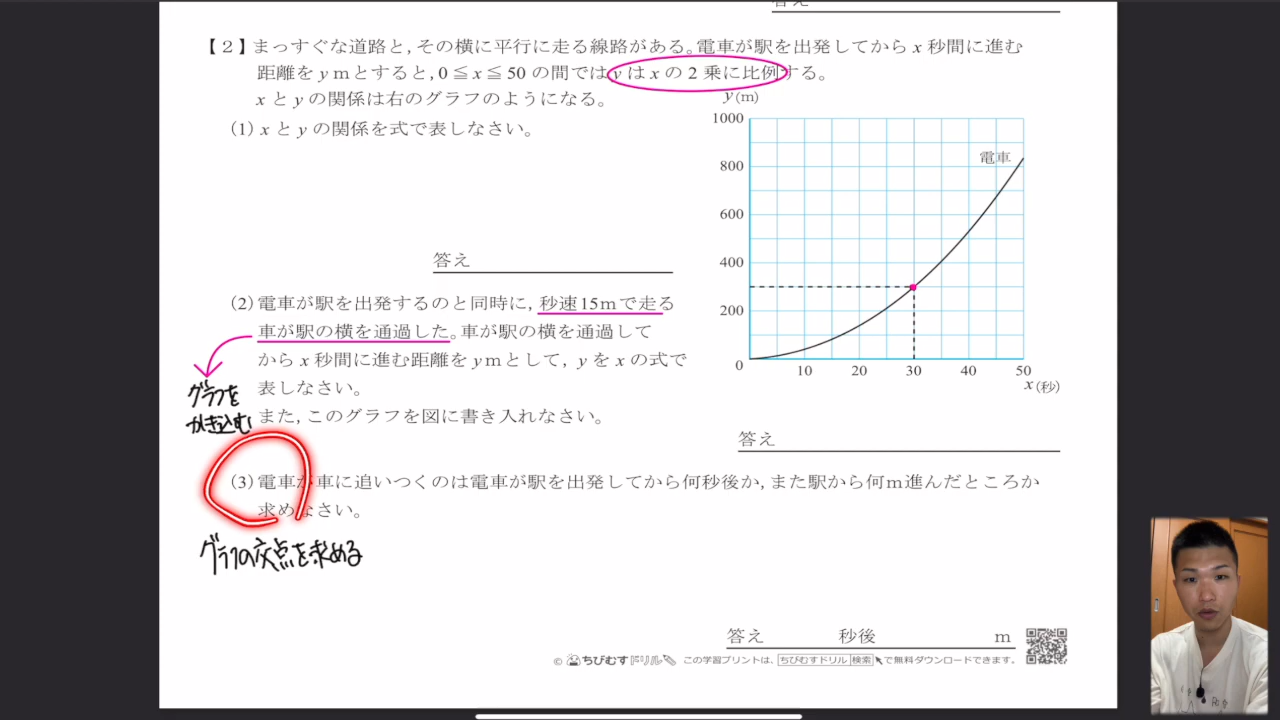 答え
【2】まっすぐな道路と，その横に平行に走る線路がある。電車が駅を出発してから x 秒間に進む
距離を y mとすると，0≦x≦50 の間では y は x の 2 乗に比例する。
x と y の関係は右のグラフのようになる。
(1) x と y の関係を式で表しなさい。
y(m)
1000
800
600
400
200
0
10 20 30 40 50
x(秒)
電車
答え
(2) 電車が駅を出発するのと同時に，秒速15mで走る
車が駅の横を通過した。車が駅の横を通過して
から x 秒間に進む距離を y mとして， y を x の式で
表しなさい。
また，このグラフを図に書き入れなさい。
グラフを
かき込む
答え
(3) 電車が車に追いつくのは電車が駅を出発してから何秒後か，また駅から何m進んだところか
求めなさい。
グラフの交点を求める
答え 秒後 m
© ちびむすドリル この学習プリントは、ちびむすドリル 検索 で無料ダウンロードできます。